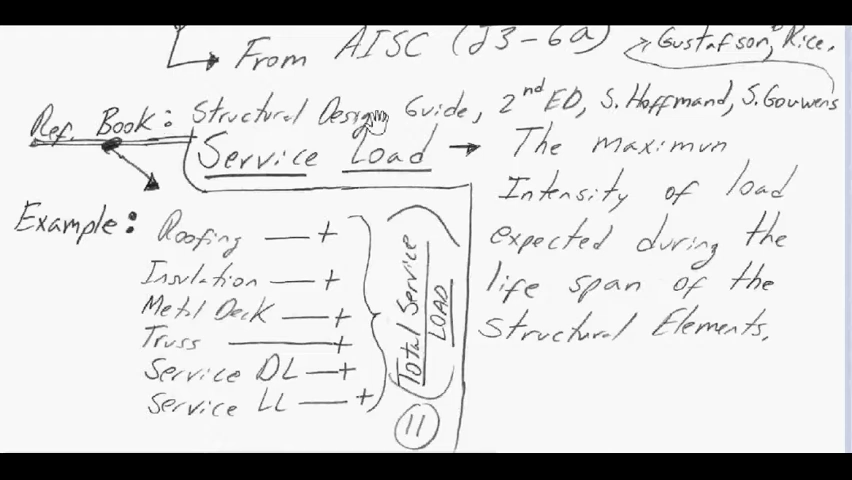 From AISC (J3-6a) → Gustafson, Rice.
Ref. Book: Structural Design Guide, 2nd ED, S. Hoffmand, S. Gouwens
Service Load → The maximun
Intensity of load
expected during the
life span of the
Structural Elements.
Example: Roofing — +
Insulation — +
Metal Deck — +
Truss — +
Service DL — +
Service LL — +
Total Service
LOAD
11